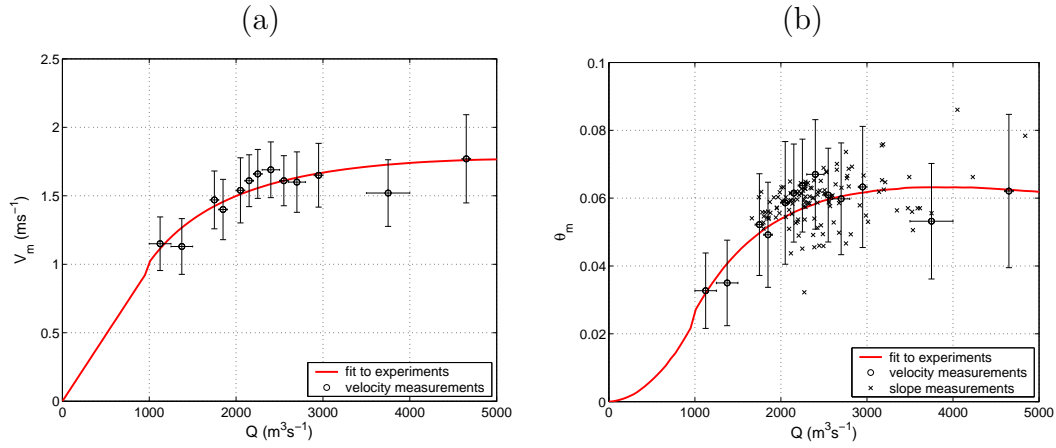 (a)
2.5
2
1.5
1
0.5
0
V_m (ms⁻¹)
0 1000 2000 3000 4000 5000
Q (m³s⁻¹)
fit to experiments
velocity measurements
(b)
0.1
0.08
0.06
0.04
0.02
0
θ_m
0 1000 2000 3000 4000 5000
Q (m³s⁻¹)
fit to experiments
velocity measurements
slope measurements